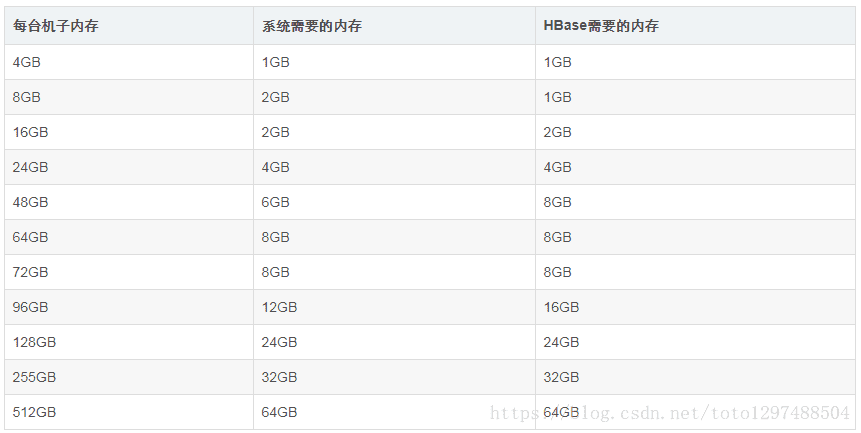 每台机子内存 系统需要的内存 HBase需要的内存
4GB 1GB 1GB
8GB 2GB 1GB
16GB 2GB 2GB
24GB 4GB 4GB
48GB 6GB 8GB
64GB 8GB 8GB
72GB 8GB 8GB
96GB 12GB 16GB
128GB 24GB 24GB
255GB 32GB 32GB
512GB 64GB 64GB
https://blog.csdn.net/toto1297488504